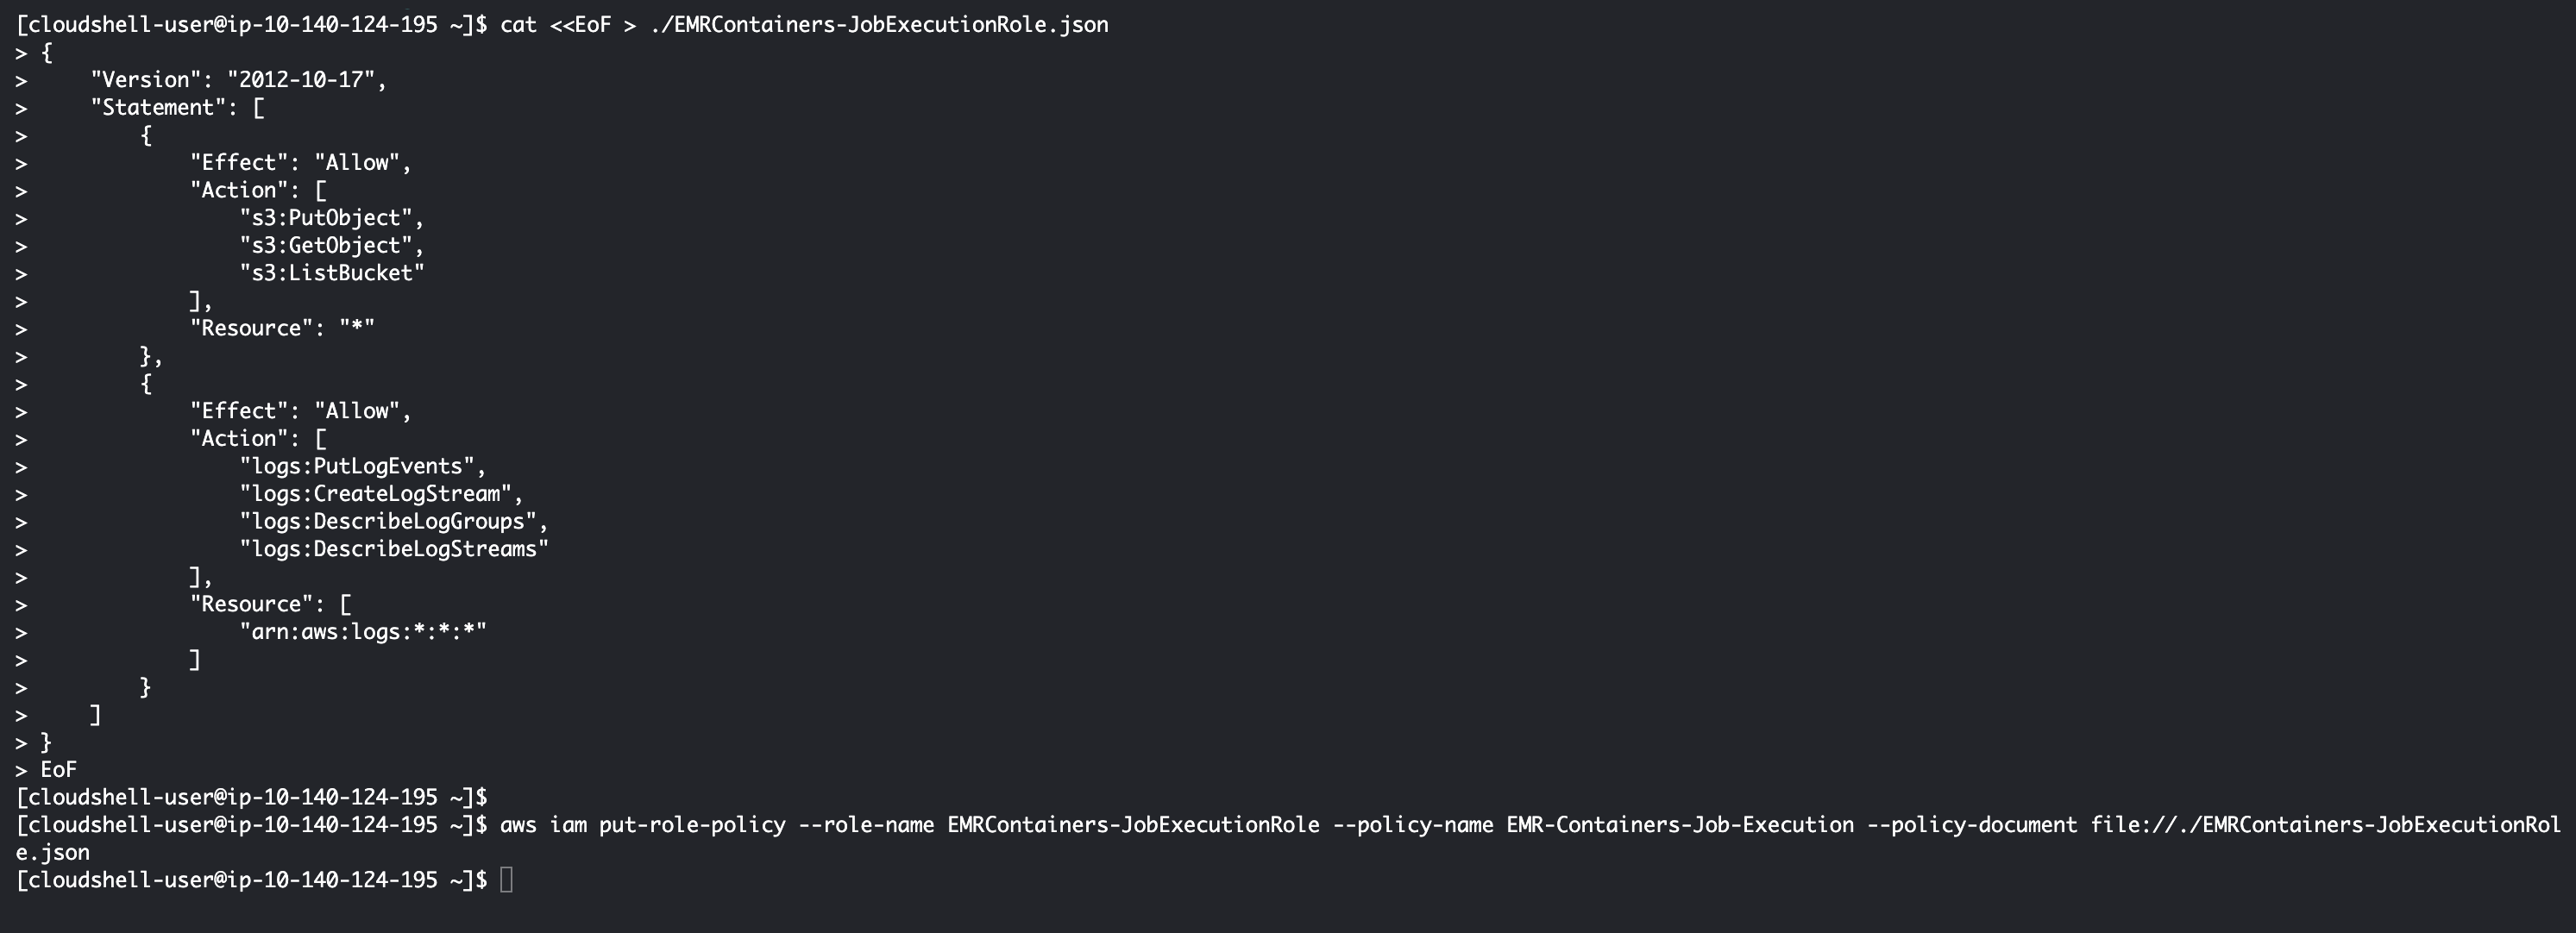 [cloudshell-user@ip-10-140-124-195 ~]$ cat <<EoF > ./EMRContainers-JobExecutionRole.json
> {
>     "Version": "2012-10-17",
>     "Statement": [
>         {
>             "Effect": "Allow",
>             "Action": [
>                 "s3:PutObject",
>                 "s3:GetObject",
>                 "s3:ListBucket"
>             ],
>             "Resource": "*"
>         },
>         {
>             "Effect": "Allow",
>             "Action": [
>                 "logs:PutLogEvents",
>                 "logs:CreateLogStream",
>                 "logs:DescribeLogGroups",
>                 "logs:DescribeLogStreams"
>             ],
>             "Resource": [
>                 "arn:aws:logs:*:*:*"
>             ]
>         }
>     ]
> }
> EoF
[cloudshell-user@ip-10-140-124-195 ~]$
[cloudshell-user@ip-10-140-124-195 ~]$ aws iam put-role-policy --role-name EMRContainers-JobExecutionRole --policy-name EMR-Containers-Job-Execution --policy-document file://./EMRContainers-JobExecutionRol
e.json
[cloudshell-user@ip-10-140-124-195 ~]$